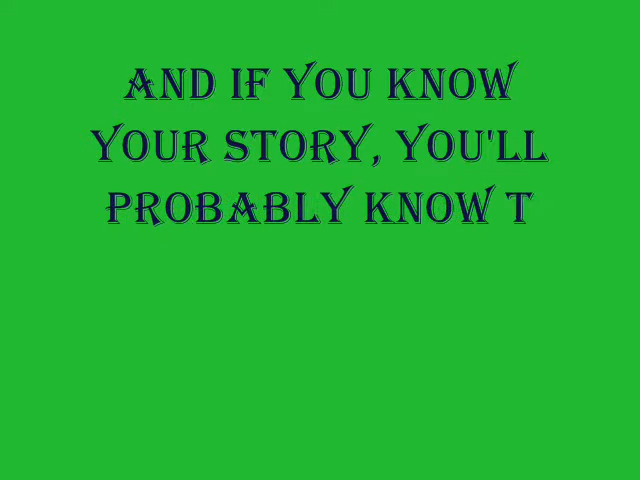 AND IF YOU KNOW
YOUR STORY, YOU'LL
PROBABLY KNOW T